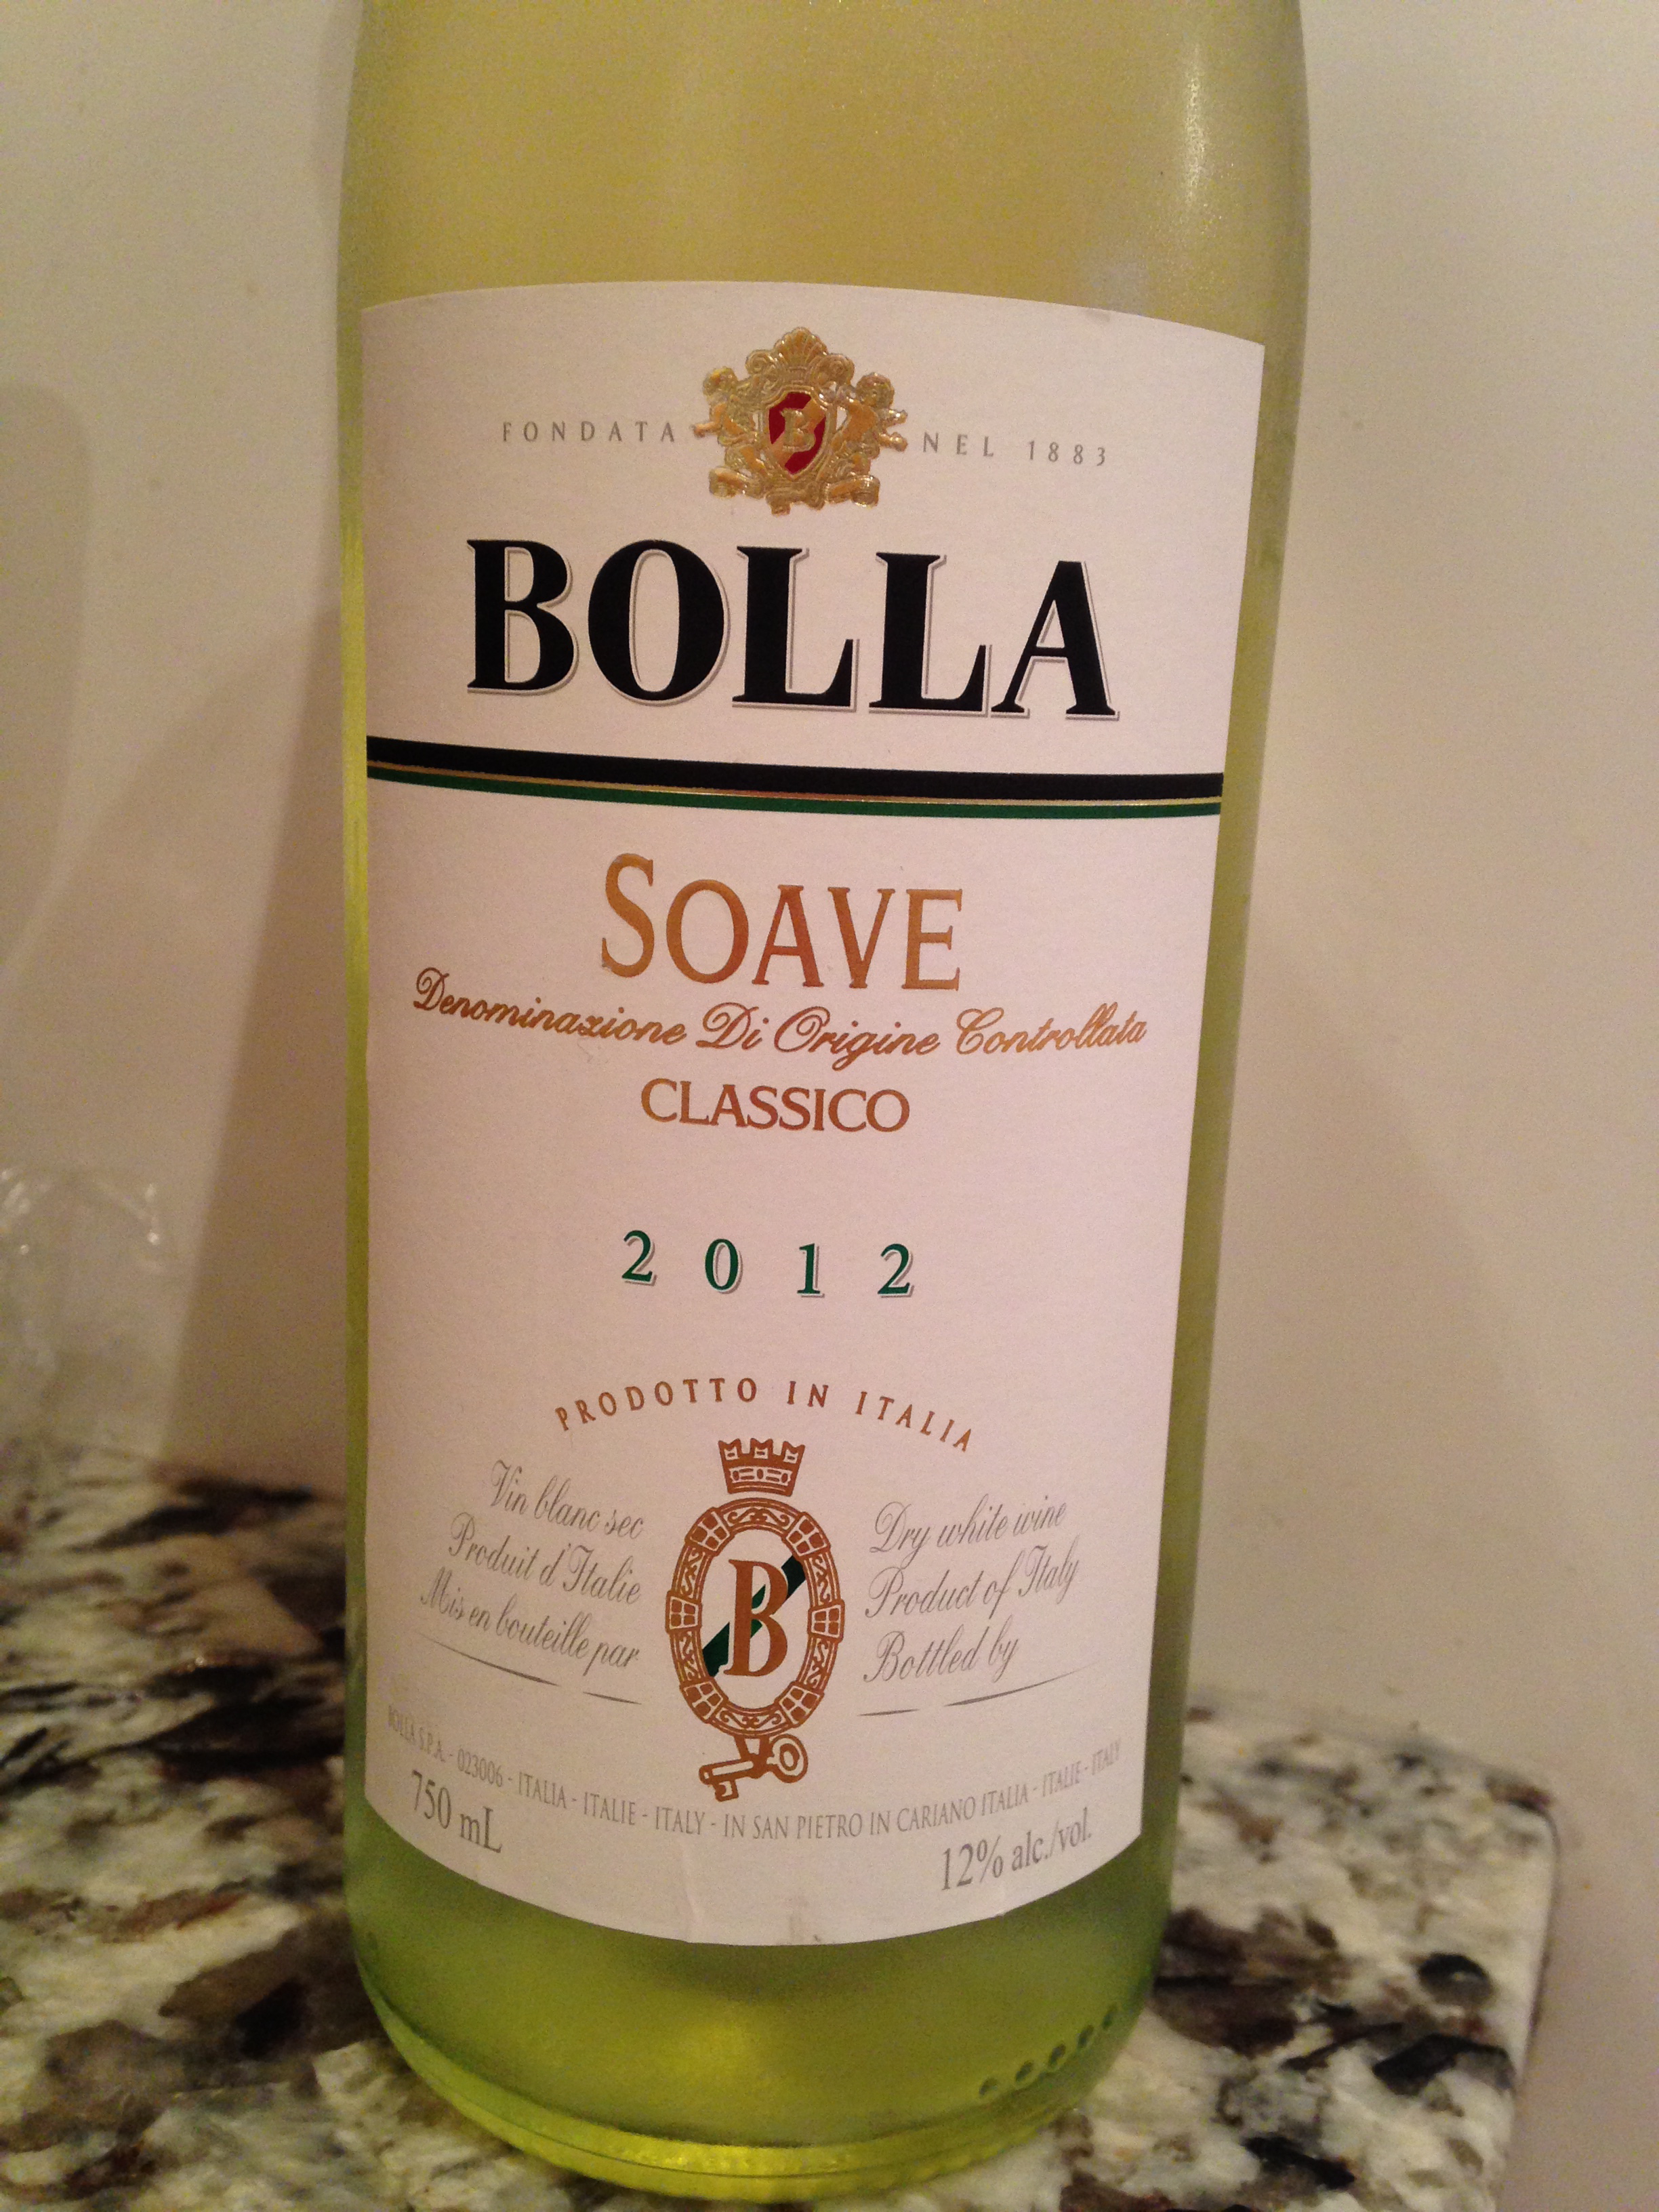 B
FONDATA NEL 1883
BOLLA
SOAVE
Denominazione Di Origine Controllata
CLASSICO
2012
PRODOTTO IN ITALIA
Vin blanc sec
Produit d'Italie
Mis en bouteille par
B
Dry white wine
Product of Italy
Bottled by
BOLLA S.P.A. - 023006 - ITALIA - ITALIE - ITALY - IN SAN PIETRO IN CARIANO ITALIA - ITALIE - ITALY
750 mL
12% alc./vol.